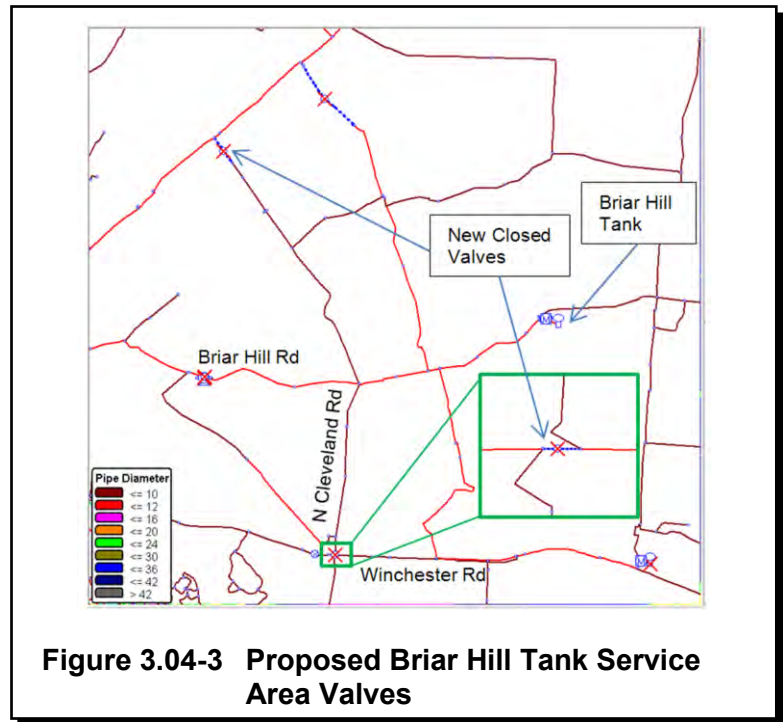 Briar Hill
Tank
New Closed
Valves
Briar Hill Rd
N Cleveland Rd
Winchester Rd
M
M
Pipe Diameter
<= 10
<= 12
<= 16
<= 20
<= 24
<= 30
<= 36
<= 42
> 42
Figure 3.04-3 Proposed Briar Hill Tank Service
Area Valves